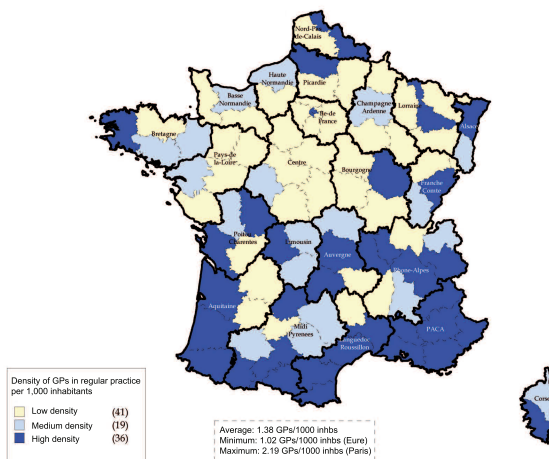 Nord-Pas
de-Calais
Haute
Normandie
Picardie
Basse
Normandie
Ile-de
France
Champagne
Ardenne
Lorraine
Alsace
Bretagne
Pays-de
la-Loire
Centre
Bourgogne
Franche
Comte
Poitou
Charentes
Limousin
Auvergne
Rhone-Alpes
Aquitaine
Midi
Pyrenees
Languedoc
Roussillon
PACA
Corse
Density of GPs in regular practice
per 1,000 inhabitants
Low density (41)
Medium density (19)
High density (36)
Average: 1.38 GPs/1000 inhbs
Minimum: 1.02 GPs/1000 inhbs (Eure)
Maximum: 2.19 GPs/1000 inhbs (Paris)